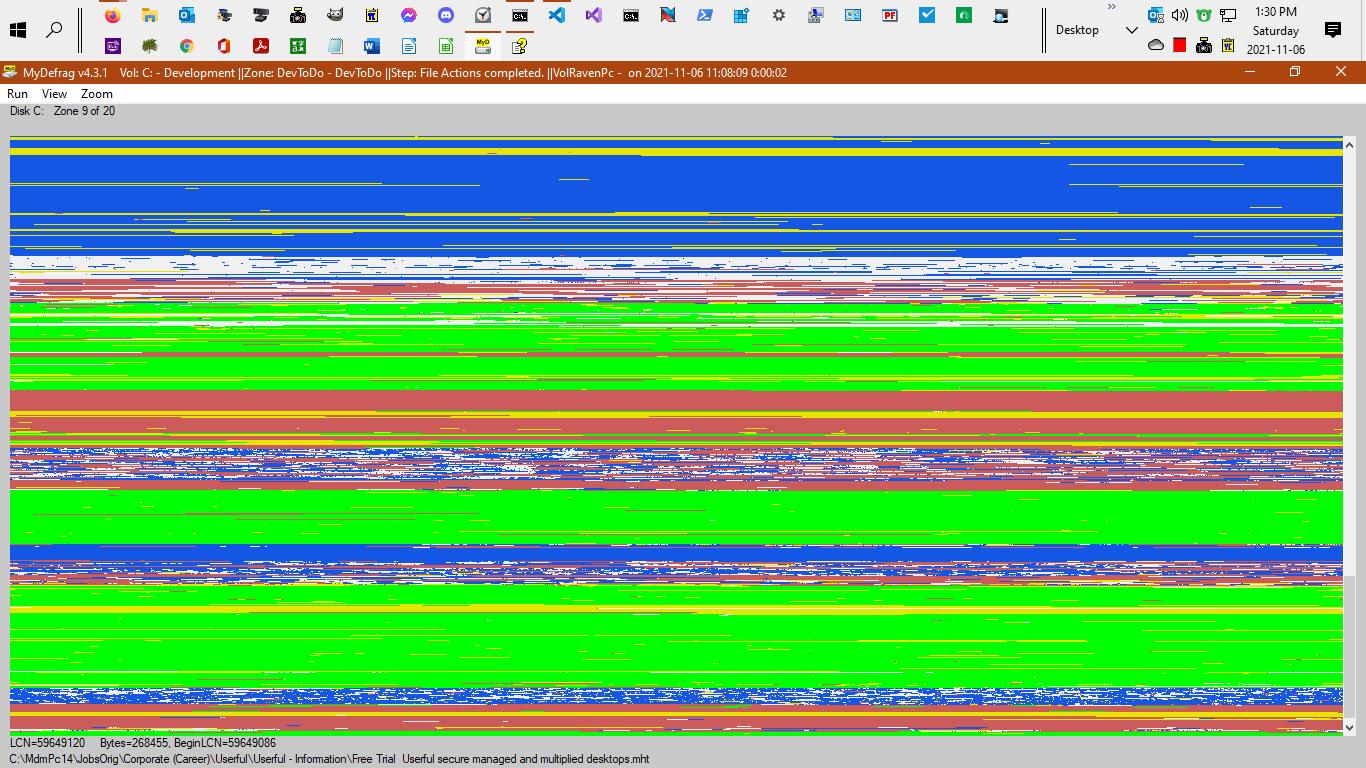 1:30 PM
Desktop
Saturday
2021-11-06
MyDefrag v4.3.1 Vol: C: - Development ||Zone: DevToDo - DevToDo ||Step: File Actions completed. ||VolRavenPc - on 2021-11-06 11:08:09 0:00:02
Run View Zoom
Disk C: Zone 9 of 20
LCN=59649120 Bytes=268455, BeginLCN=59649086
C:\MdmPc14\JobsOrig\Corporate (Career)\Userful\Userful - Information\Free Trial Userful secure managed and multiplied desktops.mht